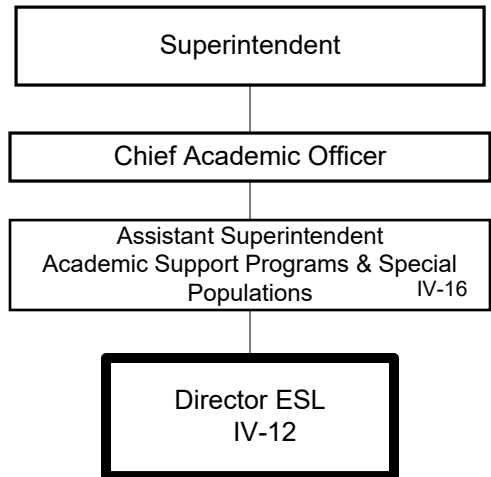 Superintendent
Chief Academic Officer
Assistant Superintendent
Academic Support Programs & Special
Populations IV-16
Director ESL
IV-12